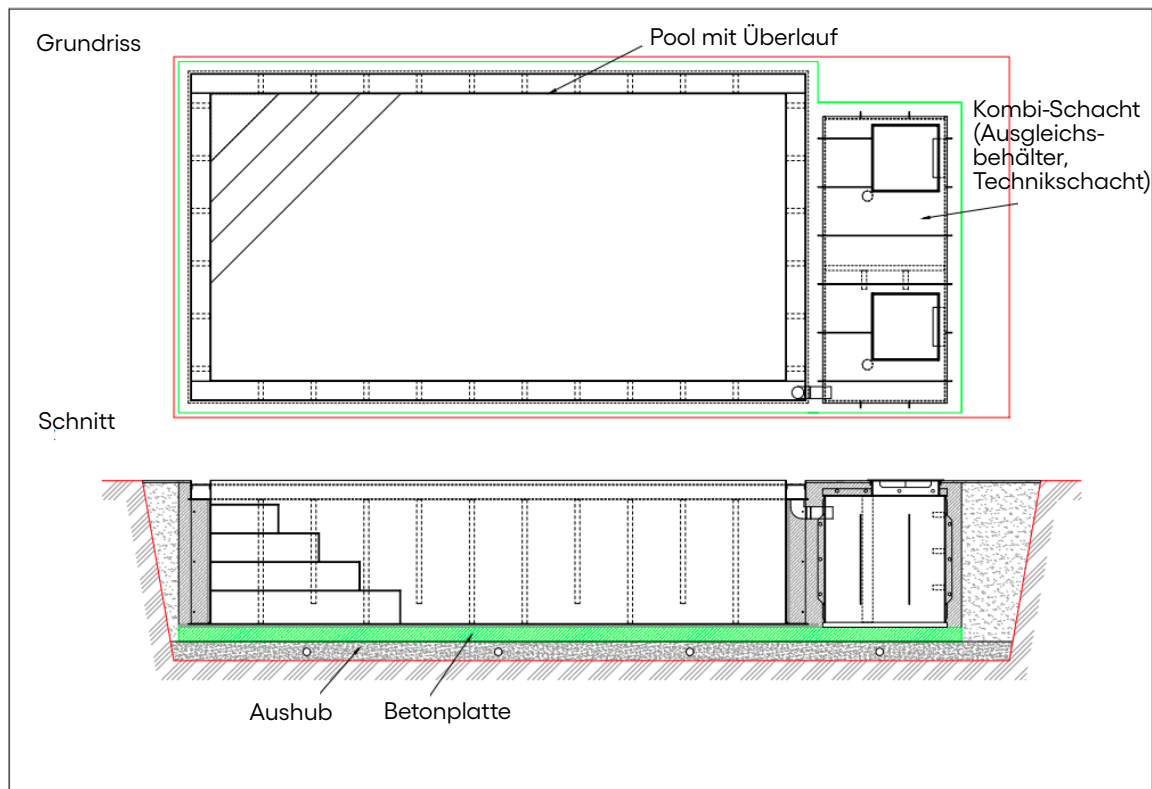 Grundriss
Pool mit Überlauf
Kombi-Schacht
(Ausgleichs-
behälter,
Technikschacht)
Schnitt
Aushub
Betonplatte